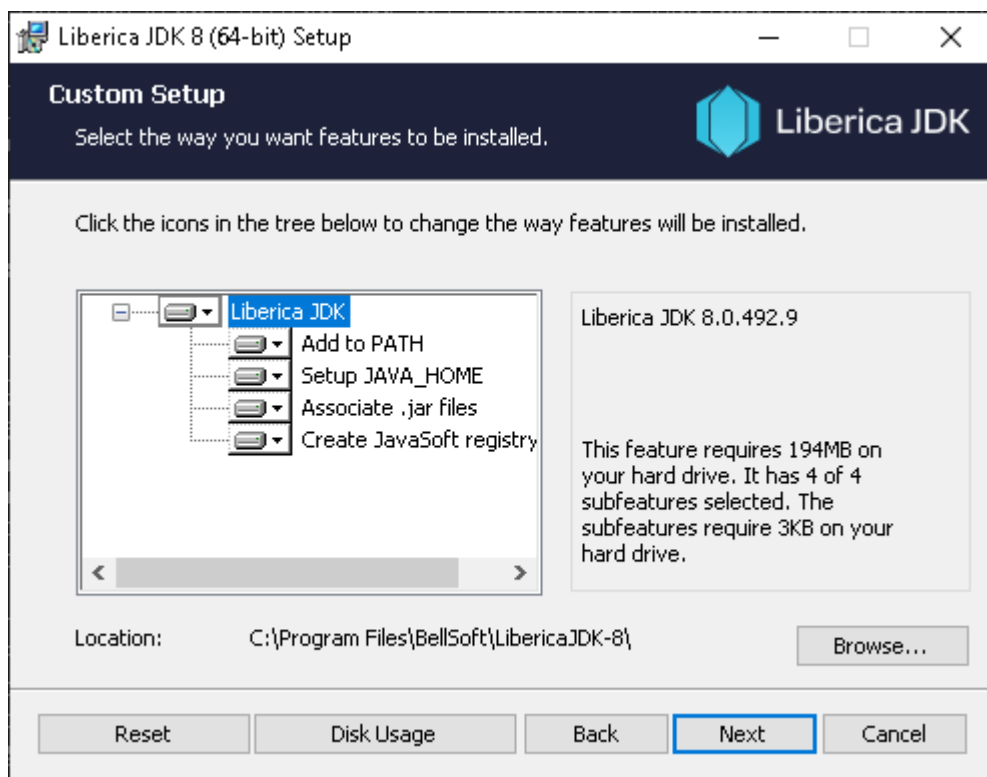 Liberica JDK 8 (64-bit) Setup
Custom Setup
Select the way you want features to be installed.
Liberica JDK
Click the icons in the tree below to change the way features will be installed.
Liberica JDK
Add to PATH
Setup JAVA_HOME
Associate .jar files
Create JavaSoft registry
Liberica JDK 8.0.492.9
This feature requires 194MB on
your hard drive. It has 4 of 4
subfeatures selected. The
subfeatures require 3KB on your
hard drive.
Location: C:\Program Files\BellSoft\LibericaJDK-8\
Browse...
Reset Disk Usage Back Next Cancel